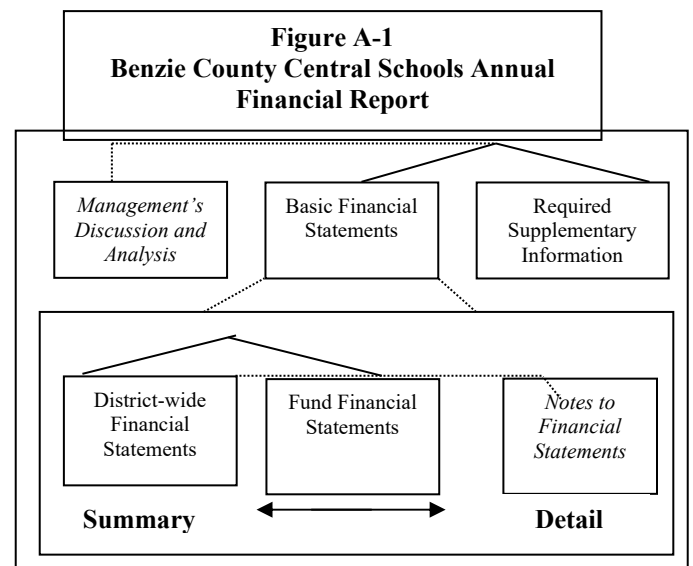 Figure A-1
Benzie County Central Schools Annual
Financial Report
Management’s
Discussion and
Analysis
Basic Financial
Statements
Required
Supplementary
Information
District-wide
Financial
Statements
Fund Financial
Statements
Notes to
Financial
Statements
Summary
Detail